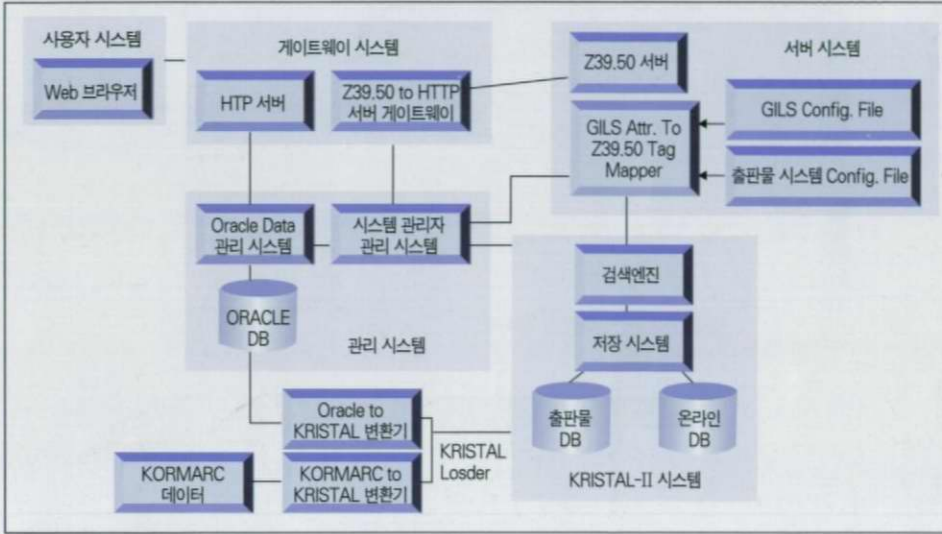 사용자 시스템
Web 브라우저
게이트웨이 시스템
HTP 서버
Z39.50 to HTTP
서버 게이트웨이
서버 시스템
Z39.50 서버
GILS Attr. To
Z39.50 Tag
Mapper
GILS Config. File
출판물 시스템 Config. File
Oracle Data
관리 시스템
시스템 관리자
관리 시스템
ORACLE
DB
관리 시스템
검색엔진
저장 시스템
출판물
DB
온라인
DB
KRISTAL-II 시스템
Oracle to
KRISTAL 변환기
KRISTAL
Losder
KORMARC
데이터
KORMARC to
KRISTAL 변환기